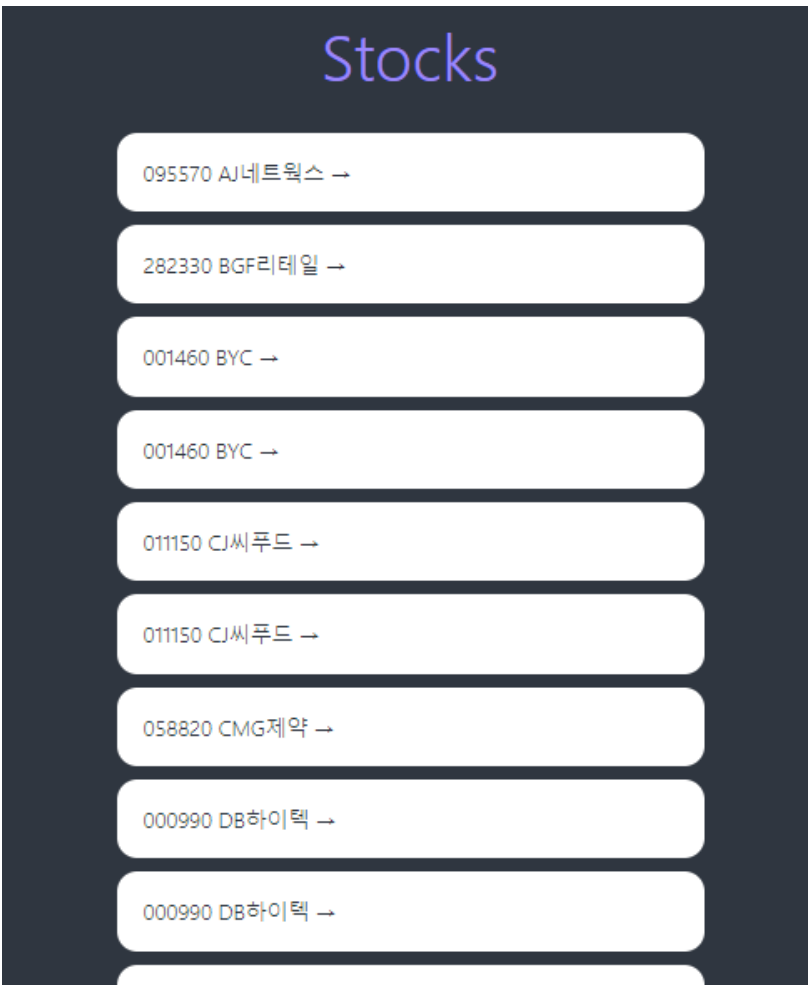 Stocks
095570 AJ네트웍스 →
282330 BGF리테일 →
001460 BYC →
001460 BYC →
011150 CJ씨푸드 →
011150 CJ씨푸드 →
058820 CMG제약 →
000990 DB하이텍 →
000990 DB하이텍 →